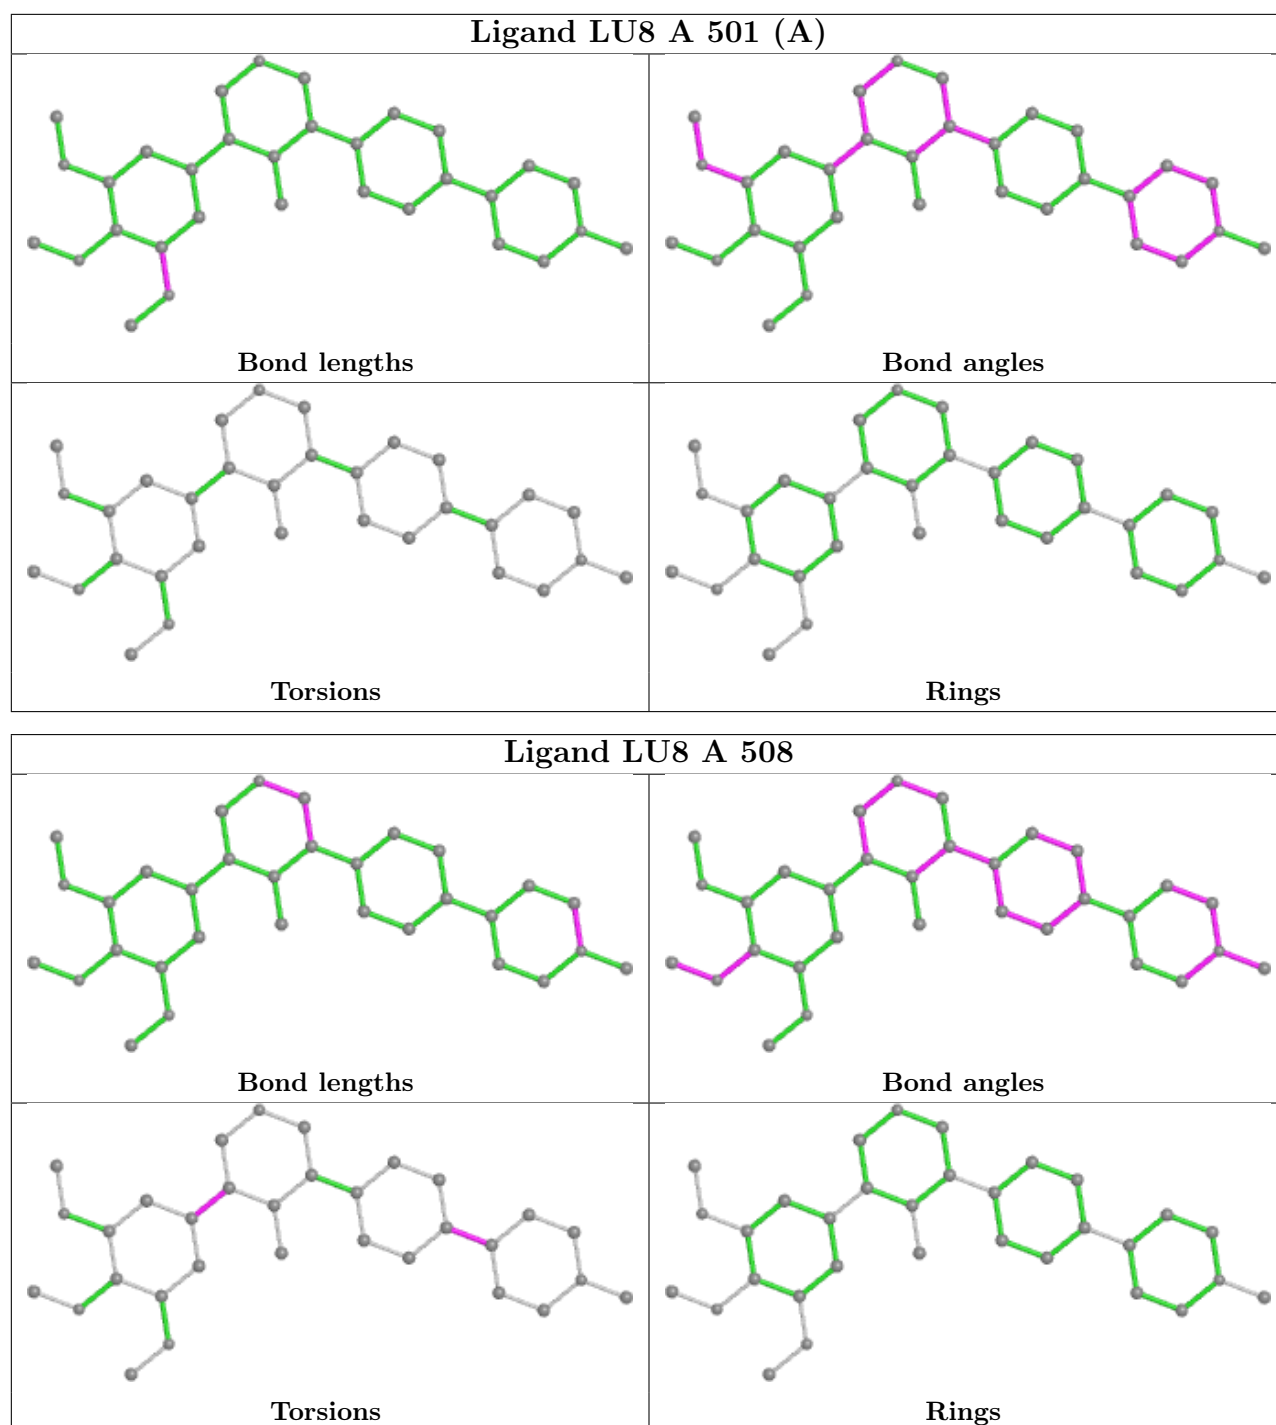 Ligand LU8 A 501 (A)
Bond lengths
Bond angles
Torsions
Rings
Ligand LU8 A 508
Bond lengths
Bond angles
Torsions
Rings